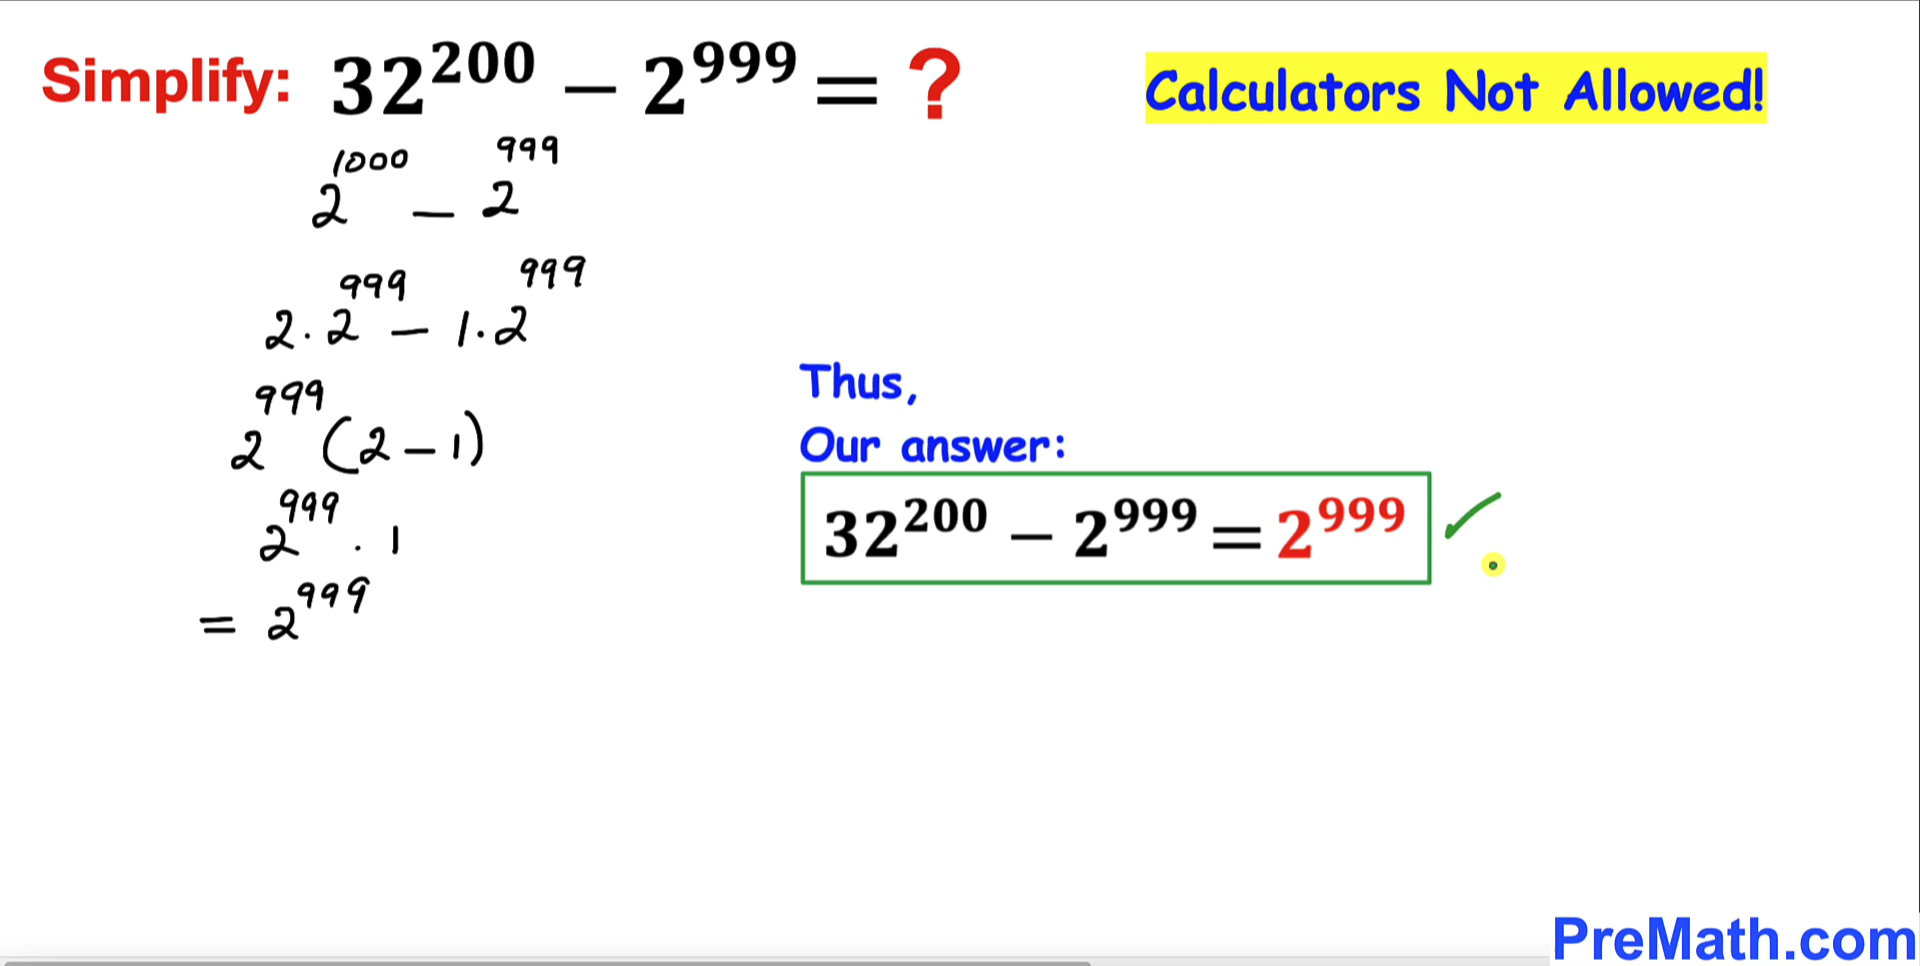 Simplify: 32^200 − 2^999 = ?
Calculators Not Allowed!
2^1000 − 2^999
2 · 2^999 − 1 · 2^999
2^999 (2 − 1)
2^999 · 1
= 2^999
Thus,
Our answer:
32^200 − 2^999 = 2^999
PreMath.com